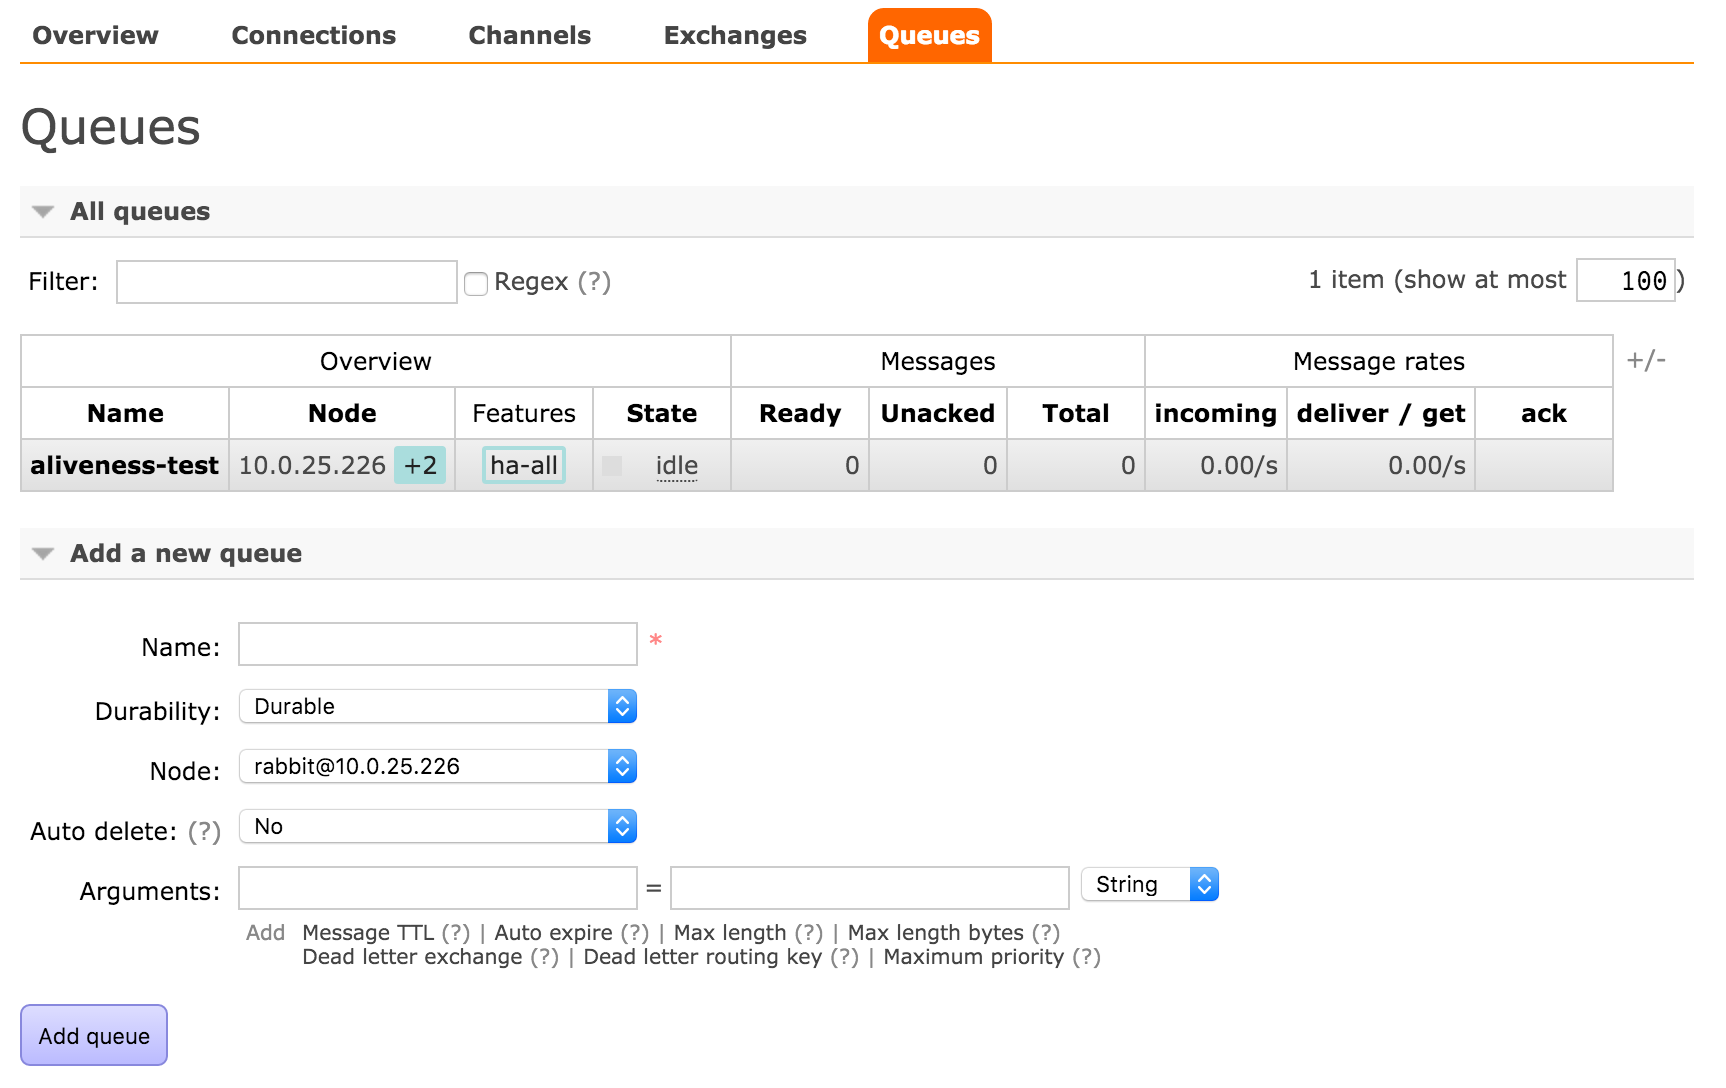 Overview Connections Channels Exchanges Queues
Queues
All queues
Filter: Regex (?) 1 item (show at most 100 )
Overview Messages Message rates +/-
Name Node Features State Ready Unacked Total incoming deliver / get ack
aliveness-test 10.0.25.226 +2 ha-all idle 0 0 0 0.00/s 0.00/s
Add a new queue
Name: *
Durability: Durable
Node: rabbit@10.0.25.226
Auto delete: (?) No
Arguments: = String
Add Message TTL (?) | Auto expire (?) | Max length (?) | Max length bytes (?)
Dead letter exchange (?) | Dead letter routing key (?) | Maximum priority (?)
Add queue